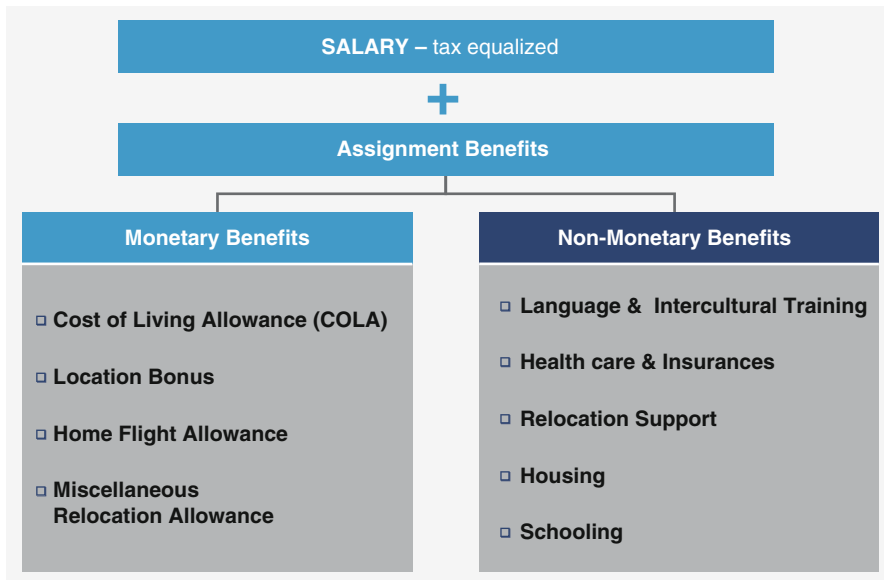 SALARY – tax equalized
+
Assignment Benefits
Monetary Benefits
Cost of Living Allowance (COLA)
Location Bonus
Home Flight Allowance
Miscellaneous
Relocation Allowance
Non-Monetary Benefits
Language & Intercultural Training
Health care & Insurances
Relocation Support
Housing
Schooling